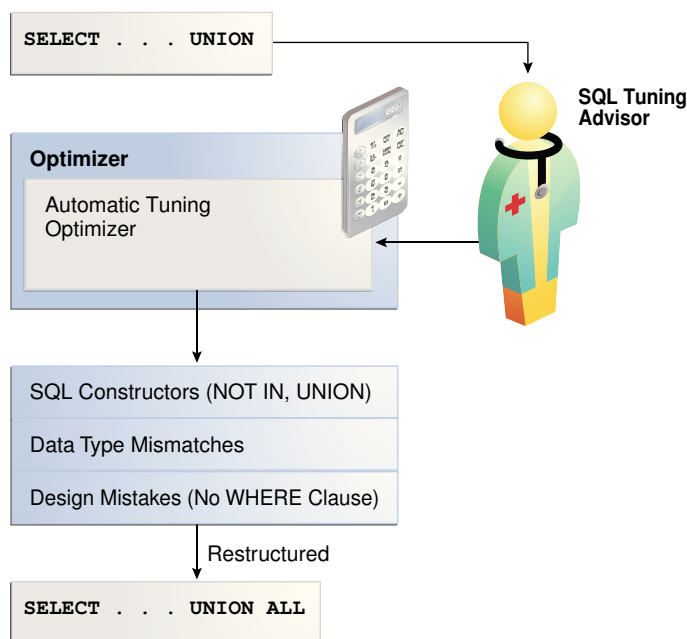 SELECT . . . UNION
SQL Tuning
Advisor
Optimizer
Automatic Tuning
Optimizer
SQL Constructors (NOT IN, UNION)
Data Type Mismatches
Design Mistakes (No WHERE Clause)
Restructured
SELECT . . . UNION ALL